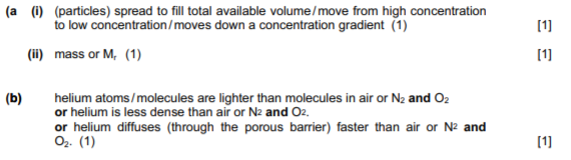 (a (i) (particles) spread to fill total available volume/move from high concentration
to low concentration/moves down a concentration gradient (1) [1]
(ii) mass or Mᵣ (1) [1]
(b) helium atoms/molecules are lighter than molecules in air or N₂ and O₂
or helium is less dense than air or N₂ and O₂.
or helium diffuses (through the porous barrier) faster than air or N² and
O₂. (1) [1]